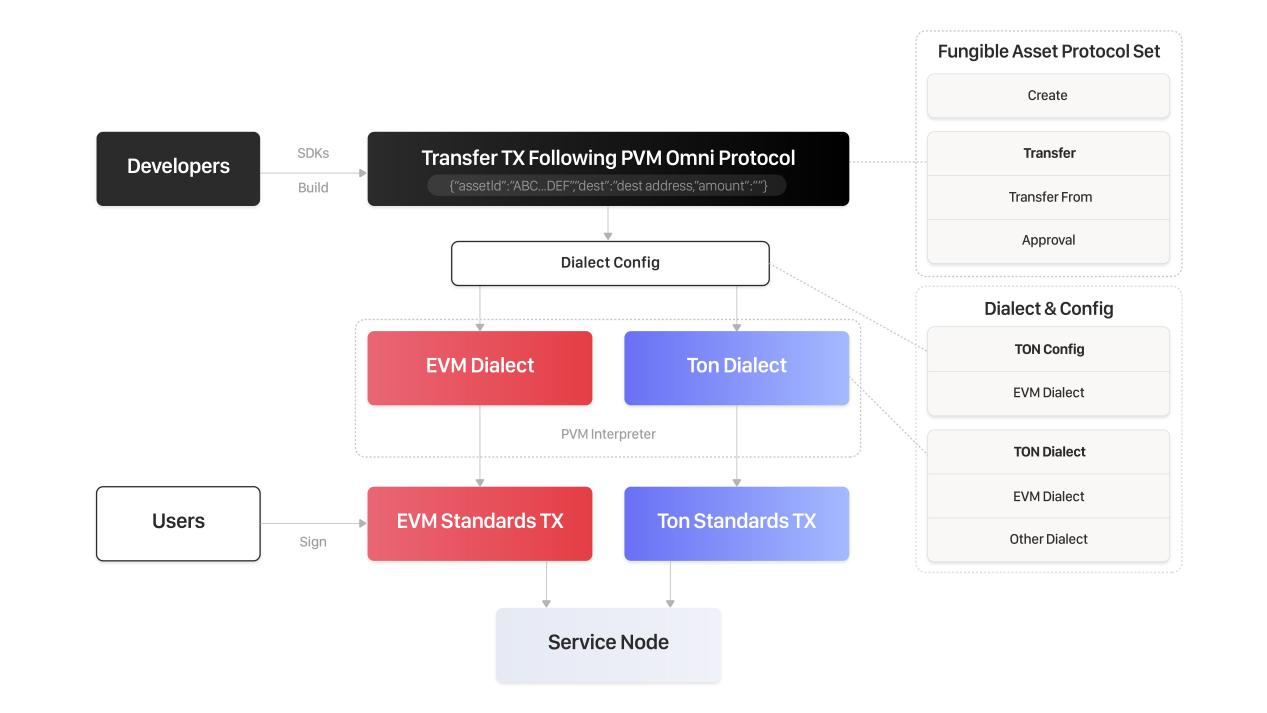 Fungible Asset Protocol Set
Create
Transfer
Transfer From
Approval
Developers
SDKs
Build
Transfer TX Following PVM Omni Protocol
{“assetId”:”ABC...DEF”,”dest”:”dest address,”amount”:””}
Dialect Config
Dialect & Config
TON Config
EVM Dialect
TON Dialect
EVM Dialect
Other Dialect
EVM Dialect
Ton Dialect
PVM Interpreter
Users
Sign
EVM Standards TX
Ton Standards TX
Service Node